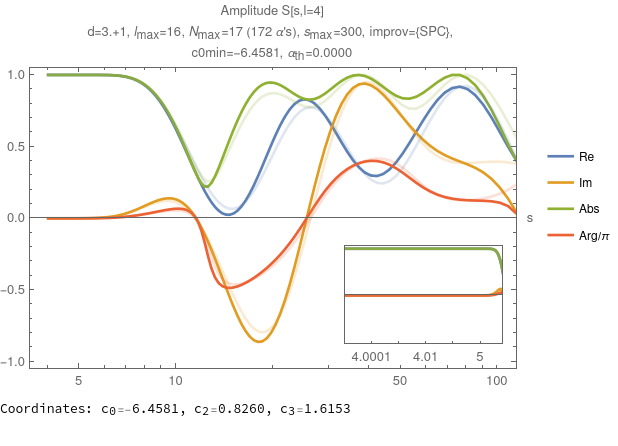 Amplitude S[s,l=4]
d=3.+1, lmax=16, Nmax=17 (172 α's), smax=300, improv={SPC},
c0min=-6.4581, αth=0.0000
1.0
0.5
0.0
-0.5
-1.0
s
5
10
50
100
Re
Im
Abs
Arg/π
4.0001
4.01
5
Coordinates: c0=-6.4581, c2=0.8260, c3=1.6153